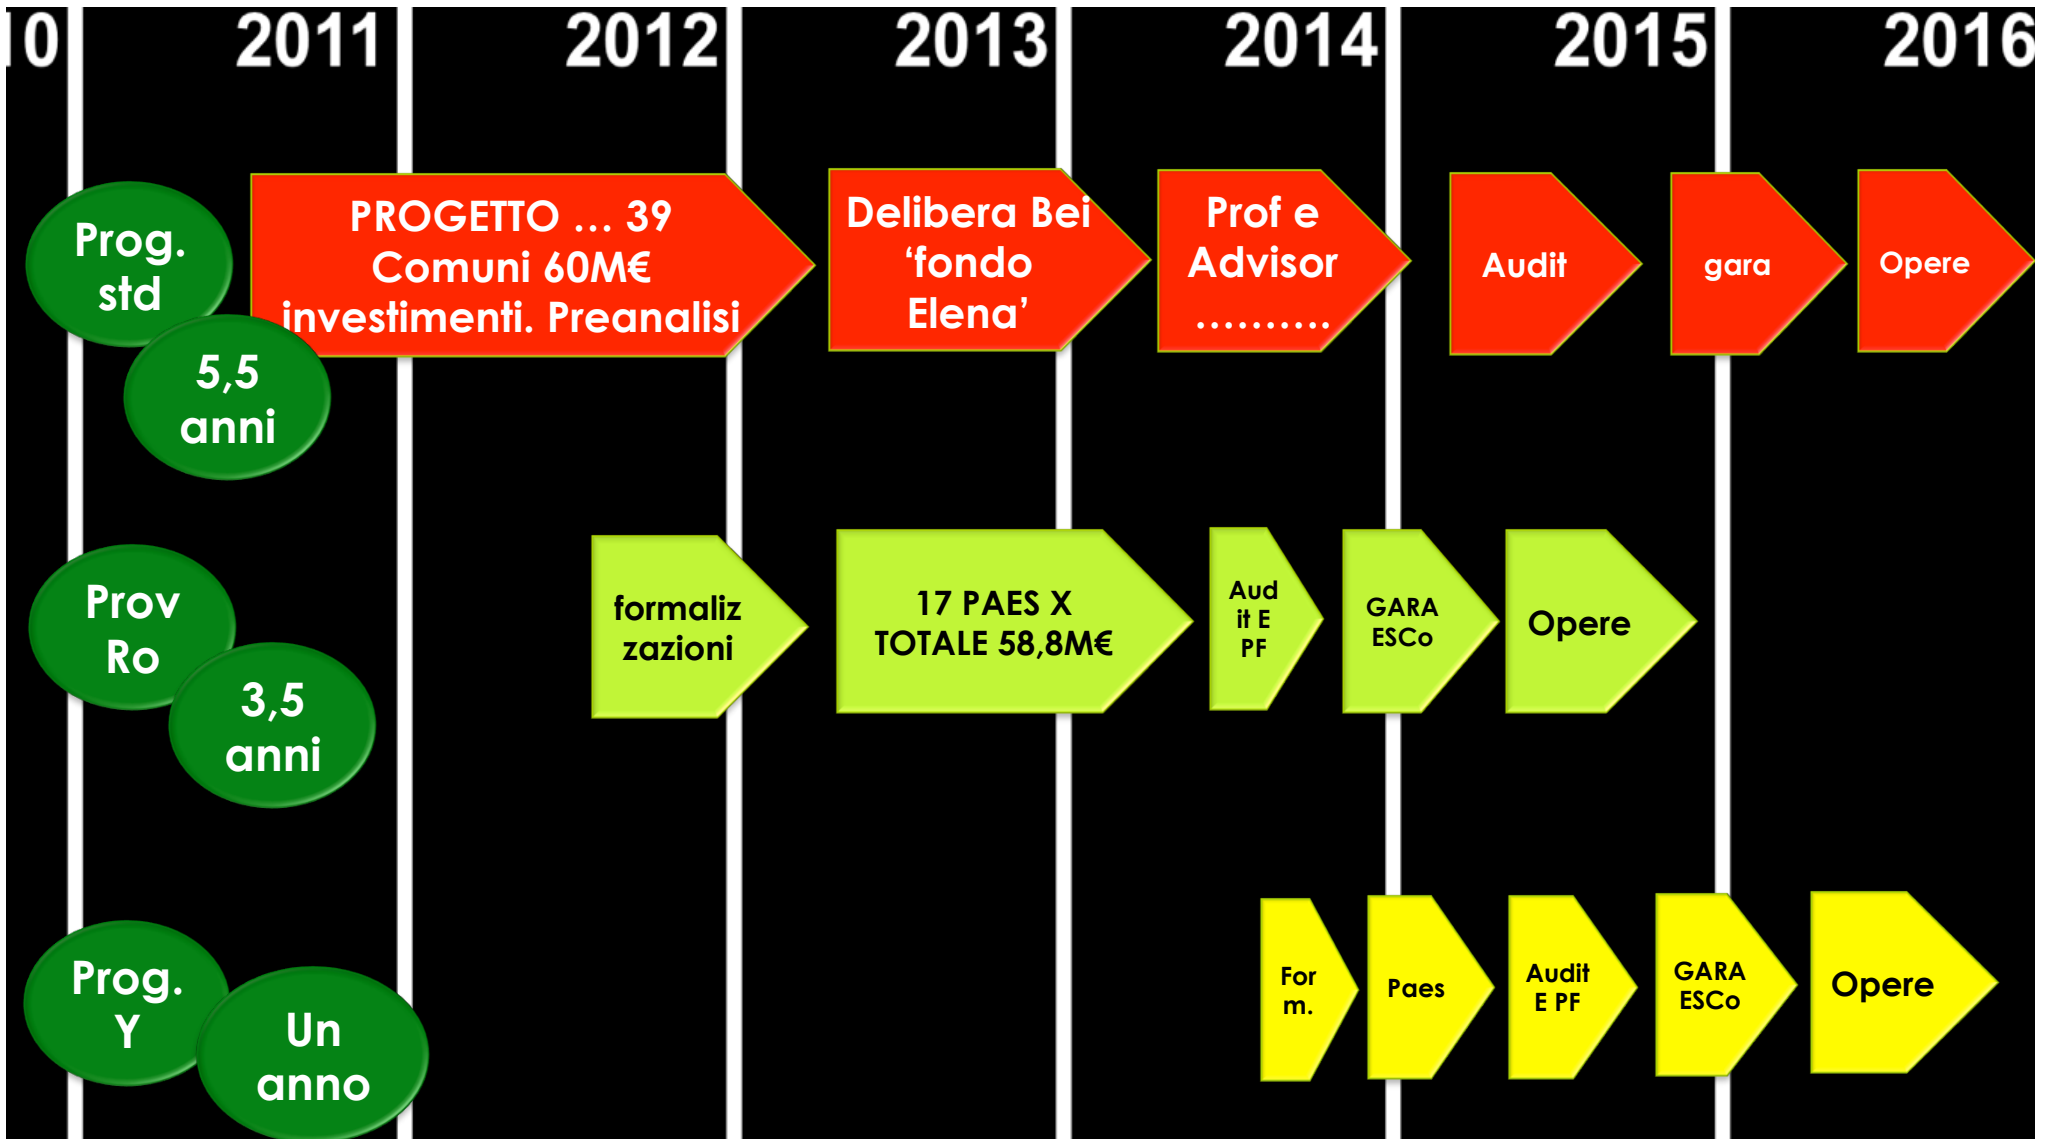 10
2011
2012
2013
2014
2015
2016
Prog.
std
5,5
anni
PROGETTO … 39
Comuni 60M€
investimenti. Preanalisi
Delibera Bei
‘fondo
Elena’
Prof e
Advisor
……….
Audit
gara
Opere
Prov
Ro
3,5
anni
formaliz
zazioni
17 PAES X
TOTALE 58,8M€
Aud
it E
PF
GARA
ESCo
Opere
Prog.
Y
Un
anno
For
m.
Paes
Audit
E PF
GARA
ESCo
Opere